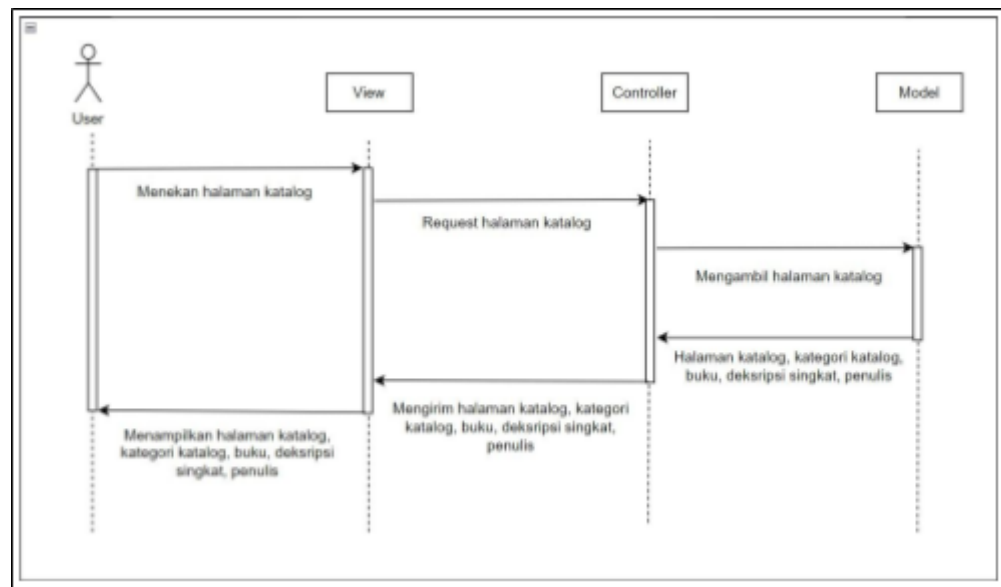 User
View
Controller
Model
Menekan halaman katalog
Request halaman katalog
Mengambil halaman katalog
Halaman katalog, kategori katalog,
buku, deksripsi singkat, penulis
Mengirim halaman katalog, kategori
katalog, buku, deksripsi singkat,
penulis
Menampilkan halaman katalog,
kategori katalog, buku, deksripsi
singkat, penulis